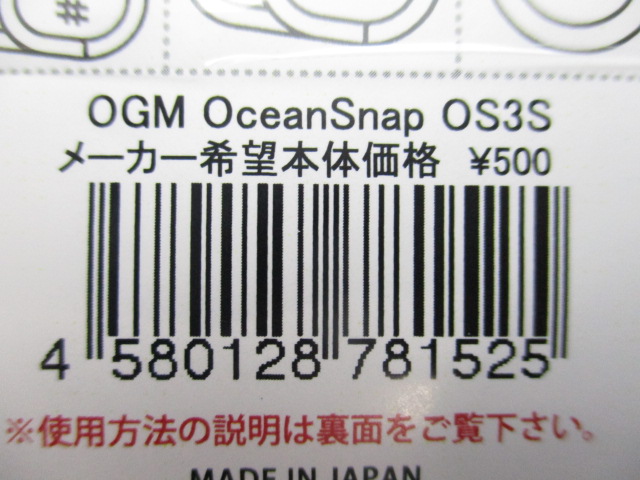 #
OGM OceanSnap OS3S
メーカー希望本体価格 ¥500
4 580128 781525
※使用方法の説明は裏面をご覧下さい。
MADE IN JAPAN